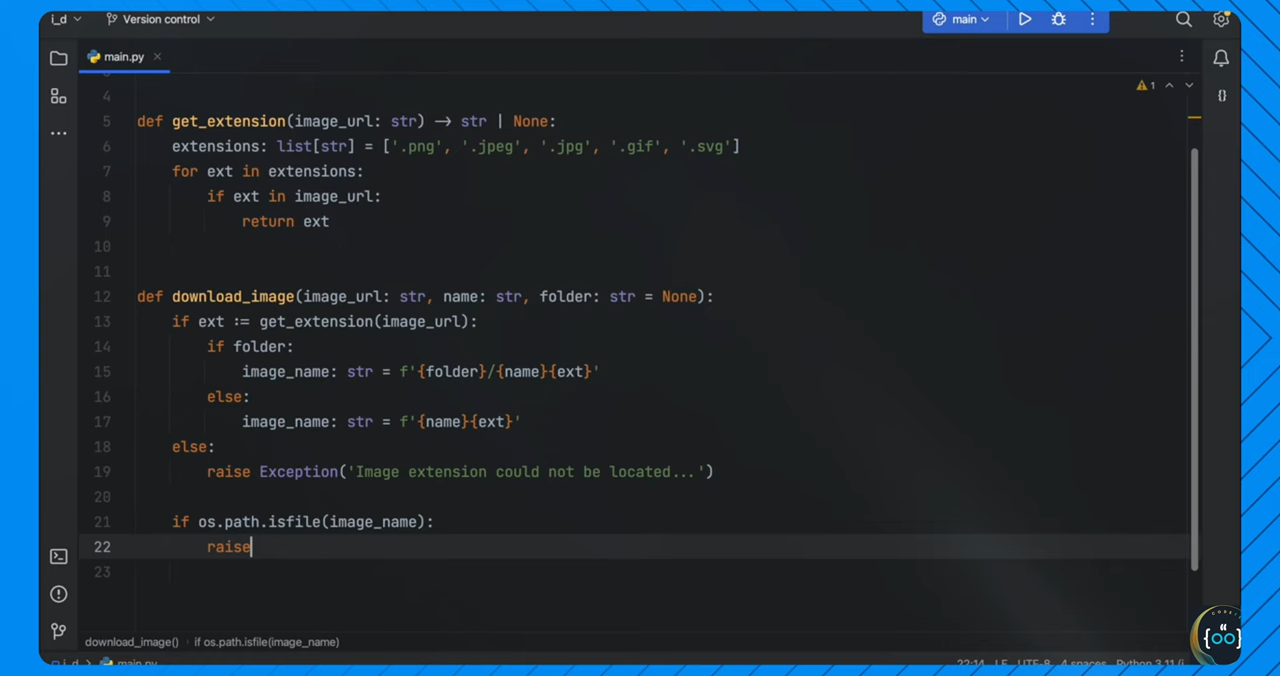 i_d Version control main
main.py
1
4
5 def get_extension(image_url: str) -> str | None:
6 extensions: list[str] = ['.png', '.jpeg', '.jpg', '.gif', '.svg']
7 for ext in extensions:
8 if ext in image_url:
9 return ext
10
11
12 def download_image(image_url: str, name: str, folder: str = None):
13 if ext := get_extension(image_url):
14 if folder:
15 image_name: str = f'{folder}/{name}{ext}'
16 else:
17 image_name: str = f'{name}{ext}'
18 else:
19 raise Exception('Image extension could not be located...')
20
21 if os.path.isfile(image_name):
22 raise
23
download_image() › if os.path.isfile(image_name)
i_d main.py 22:14 LF UTF-8 4 spaces